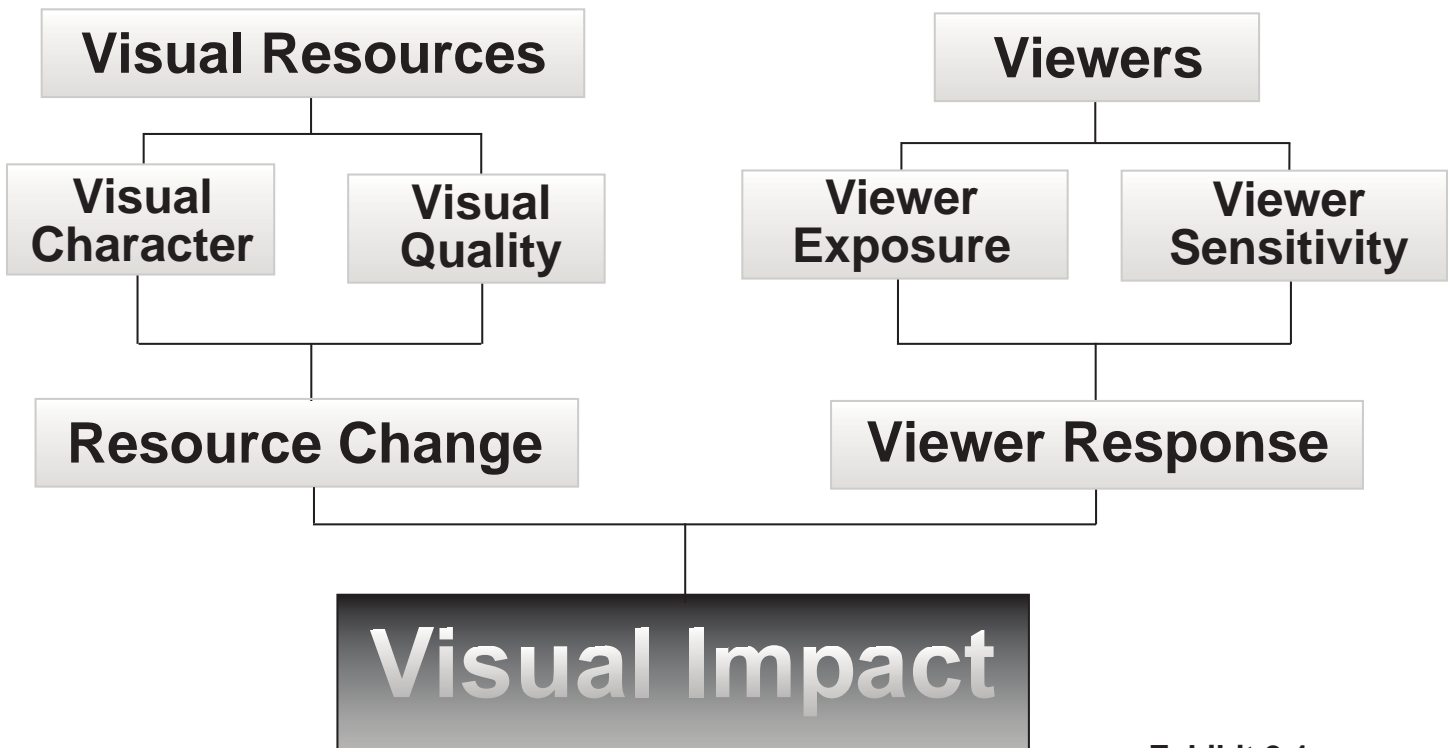 Visual Resources
Viewers
Visual
Character
Visual
Quality
Viewer
Exposure
Viewer
Sensitivity
Resource Change
Viewer Response
Visual Impact